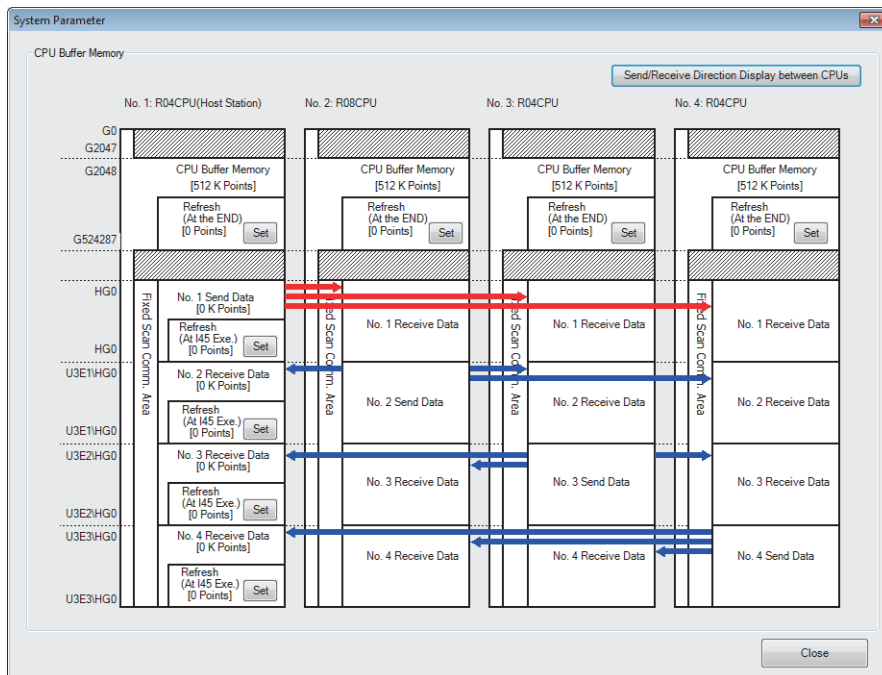 System Parameter
CPU Buffer Memory
Send/Receive Direction Display between CPUs
No. 1: R04CPU(Host Station)
No. 2: R08CPU
No. 3: R04CPU
No. 4: R04CPU
G0
G2047
G2048
G524287
HG0
HG0
U3E1\HG0
U3E1\HG0
U3E2\HG0
U3E2\HG0
U3E3\HG0
U3E3\HG0
CPU Buffer Memory
[512 K Points]
Refresh
(At the END)
[0 Points]
Set
Fixed Scan Comm. Area
No. 1 Send Data
[0 K Points]
Refresh
(At I45 Exe.)
[0 Points]
Set
No. 2 Receive Data
[0 K Points]
Refresh
(At I45 Exe.)
[0 Points]
Set
No. 3 Receive Data
[0 K Points]
Refresh
(At I45 Exe.)
[0 Points]
Set
No. 4 Receive Data
[0 K Points]
Refresh
(At I45 Exe.)
[0 Points]
Set
CPU Buffer Memory
[512 K Points]
Refresh
(At the END)
[0 Points]
Set
Fixed Scan Comm. Area
No. 1 Receive Data
No. 2 Send Data
No. 3 Receive Data
No. 4 Receive Data
CPU Buffer Memory
[512 K Points]
Refresh
(At the END)
[0 Points]
Set
Fixed Scan Comm. Area
No. 1 Receive Data
No. 2 Receive Data
No. 3 Send Data
No. 4 Receive Data
CPU Buffer Memory
[512 K Points]
Refresh
(At the END)
[0 Points]
Set
Fixed Scan Comm. Area
No. 1 Receive Data
No. 2 Receive Data
No. 3 Receive Data
No. 4 Send Data
Close